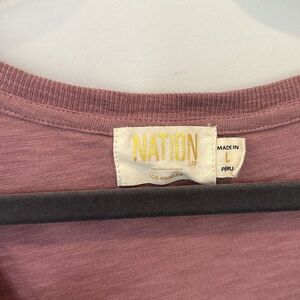 NATION
LTD
LOS ANGELES
MADE IN
L
PERU